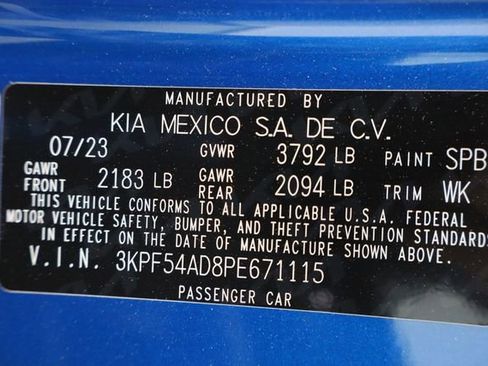 MANUFACTURED BY
KIA MEXICO S.A. DE C.V.
07/23 GVWR 3792 LB PAINT SPB
GAWR FRONT 2183 LB GAWR REAR 2094 LB TRIM WK
THIS VEHICLE CONFORMS TO ALL APPLICABLE U.S.A. FEDERAL
MOTOR VEHICLE SAFETY, BUMPER, AND THEFT PREVENTION STANDARDS
IN EFFECT ON THE DATE OF MANUFACTURE SHOWN ABOVE.
V.I.N. 3KPF54AD8PE671115
PASSENGER CAR